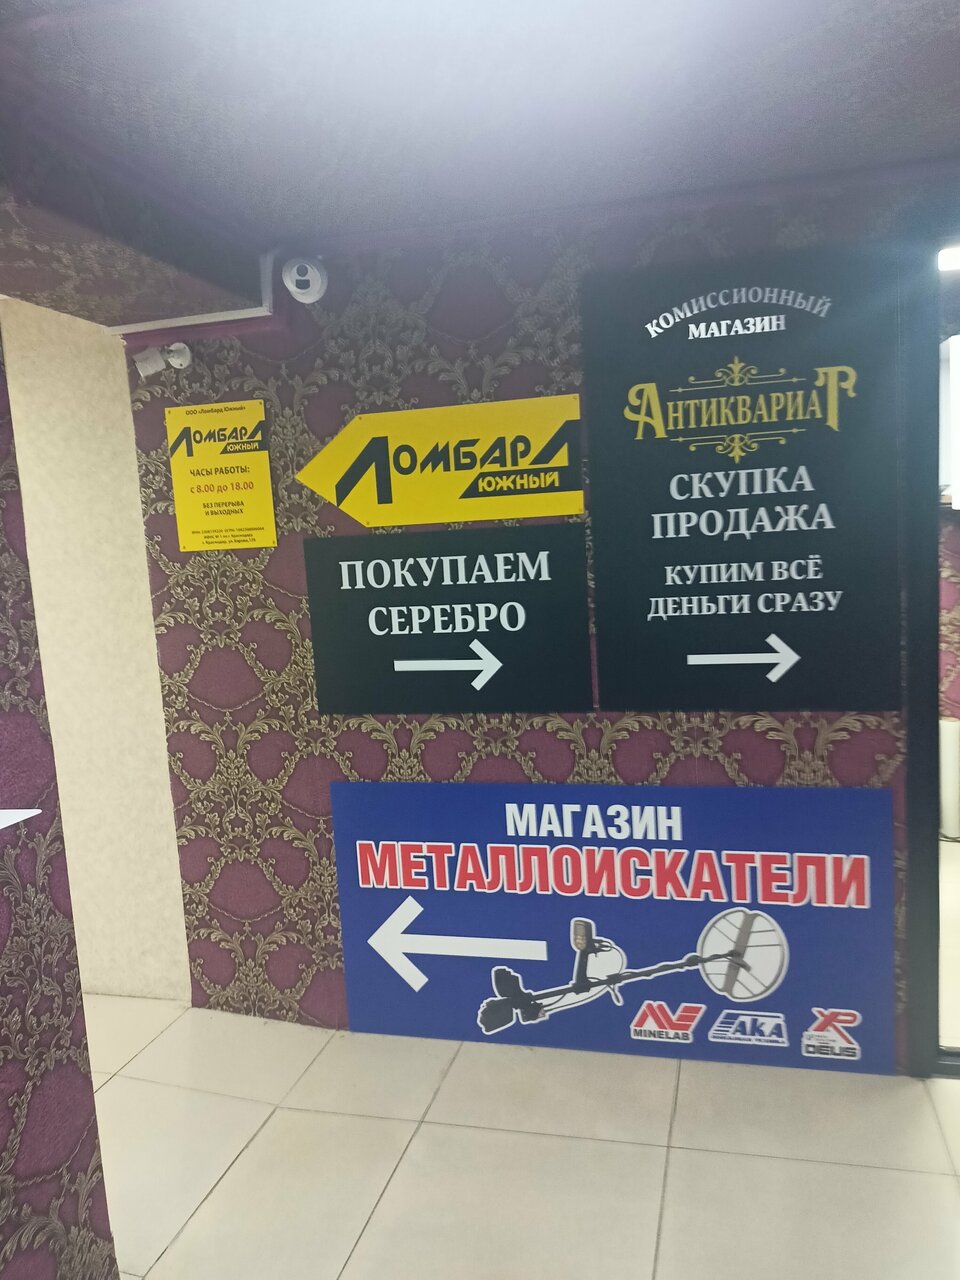 ООО «Ломбард Южный»
ЛОМБАРД
ЮЖНЫЙ
ЧАСЫ РАБОТЫ:
с 8.00 до 18.00
БЕЗ ПЕРЕРЫВА
И ВЫХОДНЫХ
ЛОМБАРД
ЮЖНЫЙ
ПОКУПАЕМ
СЕРЕБРО
КОМИССИОННЫЙ
МАГАЗИН
АНТИКВАРИАТ
СКУПКА
ПРОДАЖА
КУПИМ ВСЁ
ДЕНЬГИ СРАЗУ
МАГАЗИН
МЕТАЛЛОИСКАТЕЛИ
MINELAB
АКА
XP
DEUS